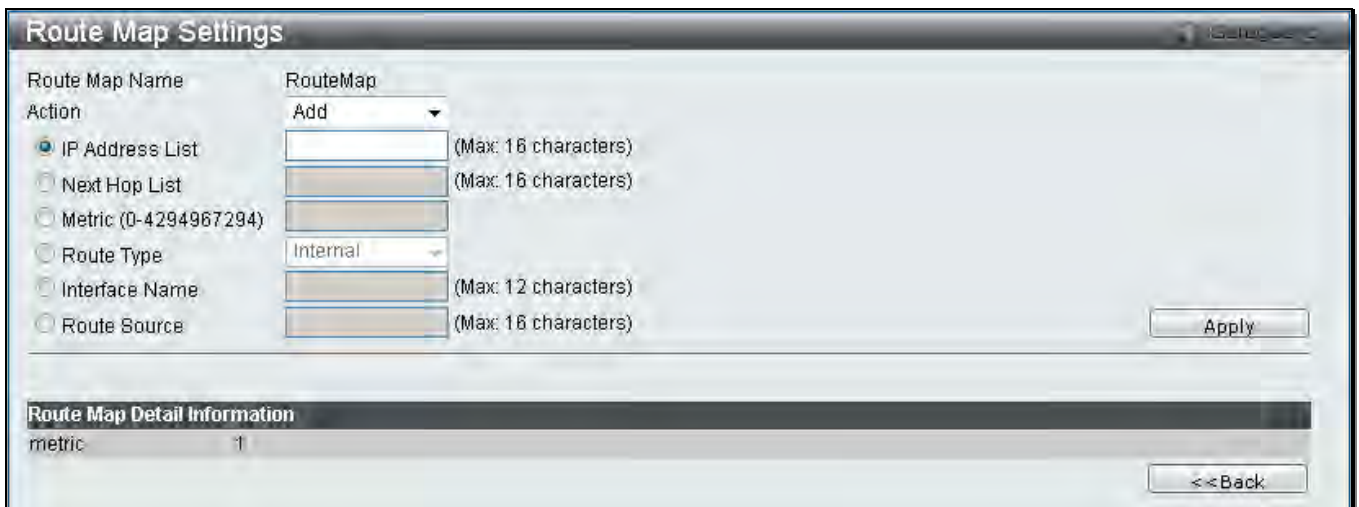 Route Map Settings
Route Map Name RouteMap
Action Add
IP Address List (Max: 16 characters)
Next Hop List (Max: 16 characters)
Metric (0-4294967294)
Route Type Internal
Interface Name (Max: 12 characters)
Route Source (Max: 16 characters)
Apply
Route Map Detail Information
metric 1
<<Back